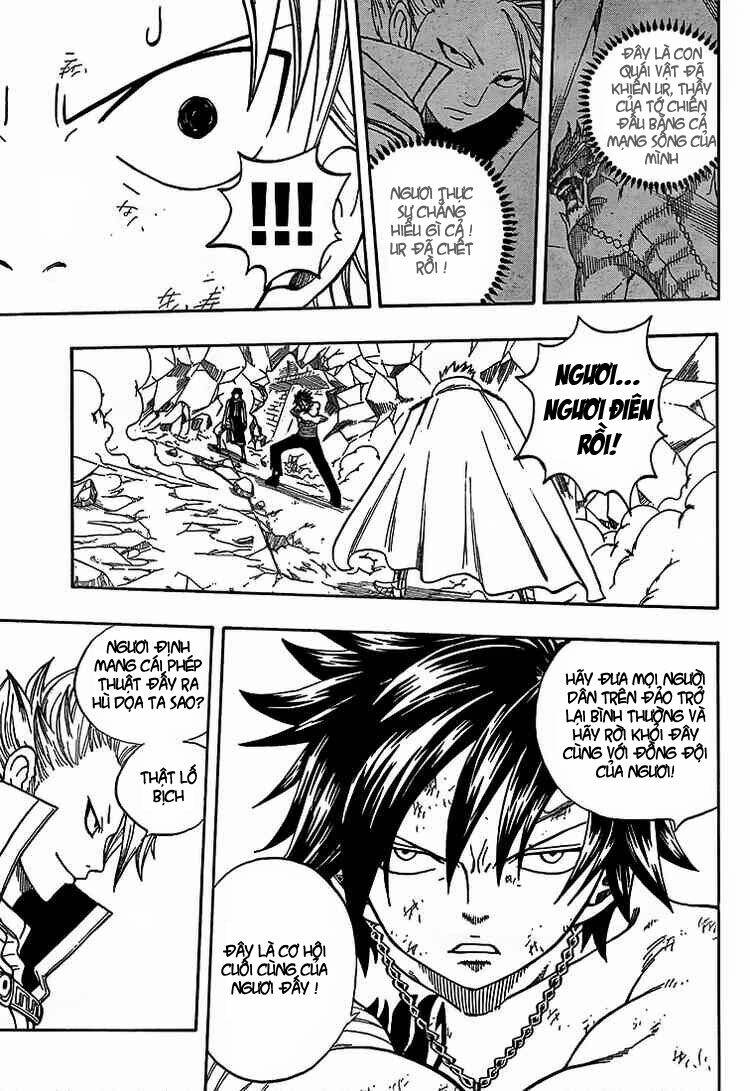 ĐÂY LÀ CON
QUÁI VẬT ĐÃ
KHIẾN UR, THẦY
CỦA TỚ CHIẾN
ĐẤU BẰNG CẢ
MẠNG SỐNG CỦA
MÌNH
NGƯƠI THỰC
SỰ CHẲNG
HIỂU GÌ CẢ !
UR ĐÃ CHẾT
RỒI !
!!!
NGƯƠI...
NGƯƠI ĐIÊN
RỒI!
HÃY ĐƯA MỌI NGƯỜI
DÂN TRÊN ĐẢO TRỞ
LẠI BÌNH THƯỜNG VÀ
HÃY RỜI KHỎI ĐÂY
CÙNG VỚI ĐỒNG ĐỘI
CỦA NGƯƠI!
ĐÂY LÀ CƠ HỘI
CUỐI CÙNG CỦA
NGƯƠI ĐẤY !
NGƯƠI ĐỊNH
MANG CÁI PHÉP
THUẬT ĐẤY RA
HÙ DỌA TA SAO?
THẬT LỐ
BỊCH